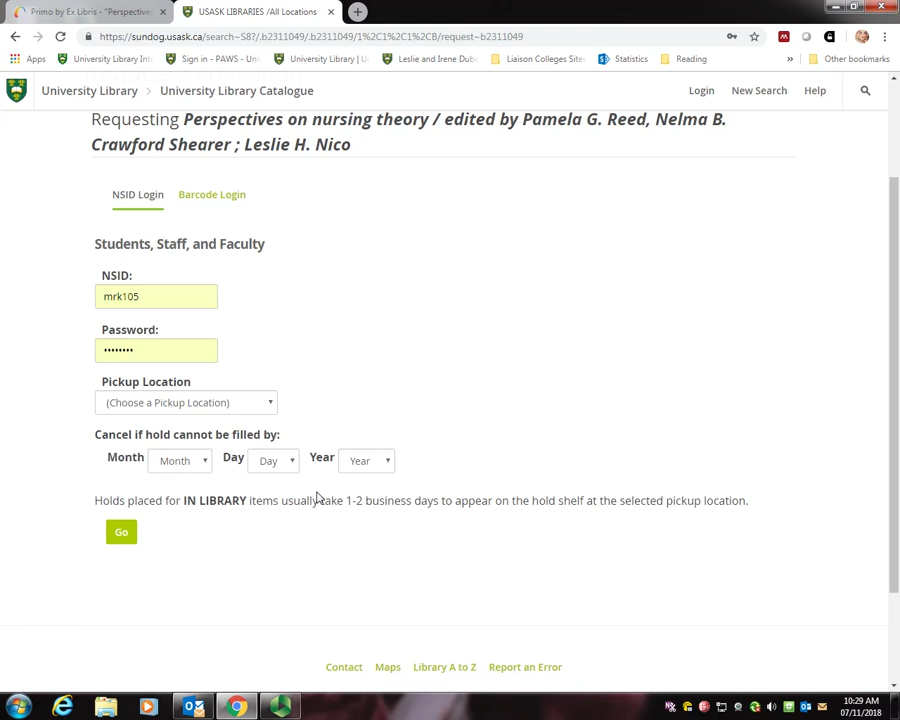 Primo by Ex Libris - "Perspective
USASK LIBRARIES /All Locations
https://sundog.usask.ca/search~S8?/.b2311049/.b2311049/1%2C1%2C1%2CB/request~b2311049
Apps University Library Int Sign in - PAWS - Uni University Library | U Leslie and Irene Dub Liaison Colleges Site Statistics Reading » Other bookmarks
University Library University Library Catalogue Login New Search Help
Requesting Perspectives on nursing theory / edited by Pamela G. Reed, Nelma B.
Crawford Shearer ; Leslie H. Nico
NSID Login Barcode Login
Students, Staff, and Faculty
NSID:
mrk105
Password:
••••••••
Pickup Location
(Choose a Pickup Location)
Cancel if hold cannot be filled by:
Month Month Day Day Year Year
Holds placed for IN LIBRARY items usually take 1-2 business days to appear on the hold shelf at the selected pickup location.
Go
Contact Maps Library A to Z Report an Error
10:29 AM
07/11/2018